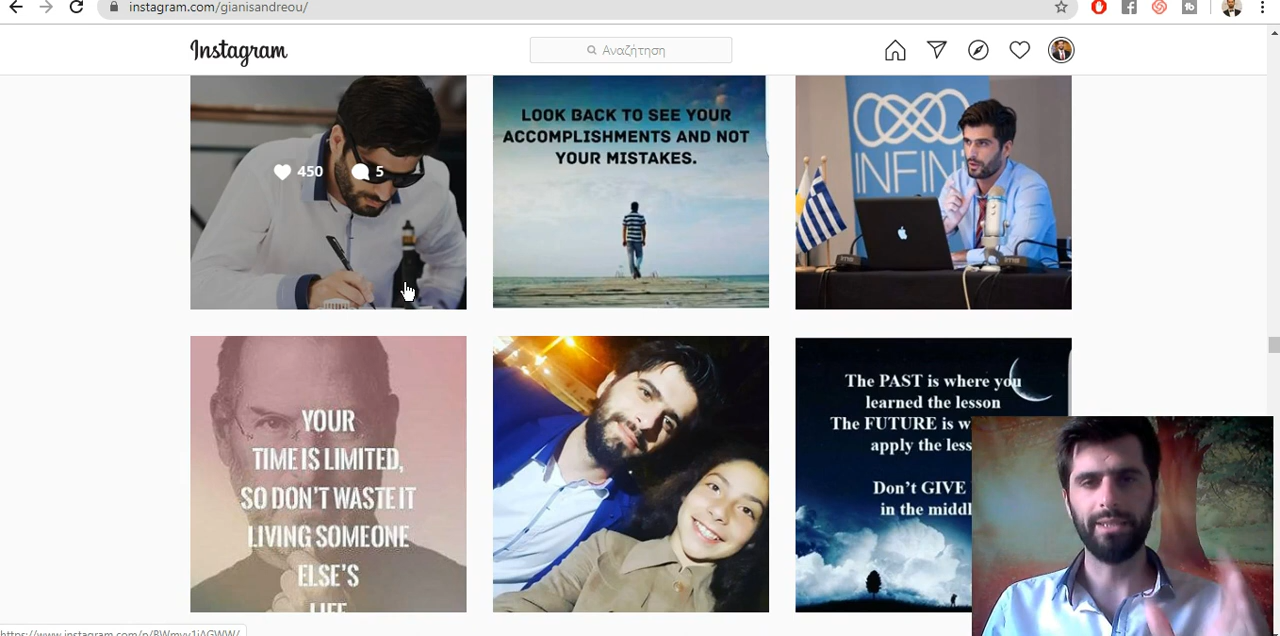 instagram.com/gianisandreou/
Instagram
Αναζήτηση
450 5
LOOK BACK TO SEE YOUR
ACCOMPLISHMENTS AND NOT
YOUR MISTAKES.
INFINI
YOUR
TIME IS LIMITED,
SO DON'T WASTE IT
LIVING SOMEONE
ELSE'S
LIFE
The PAST is where you
learned the lesson
The FUTURE is w
apply the less
Don't GIVE
in the middl